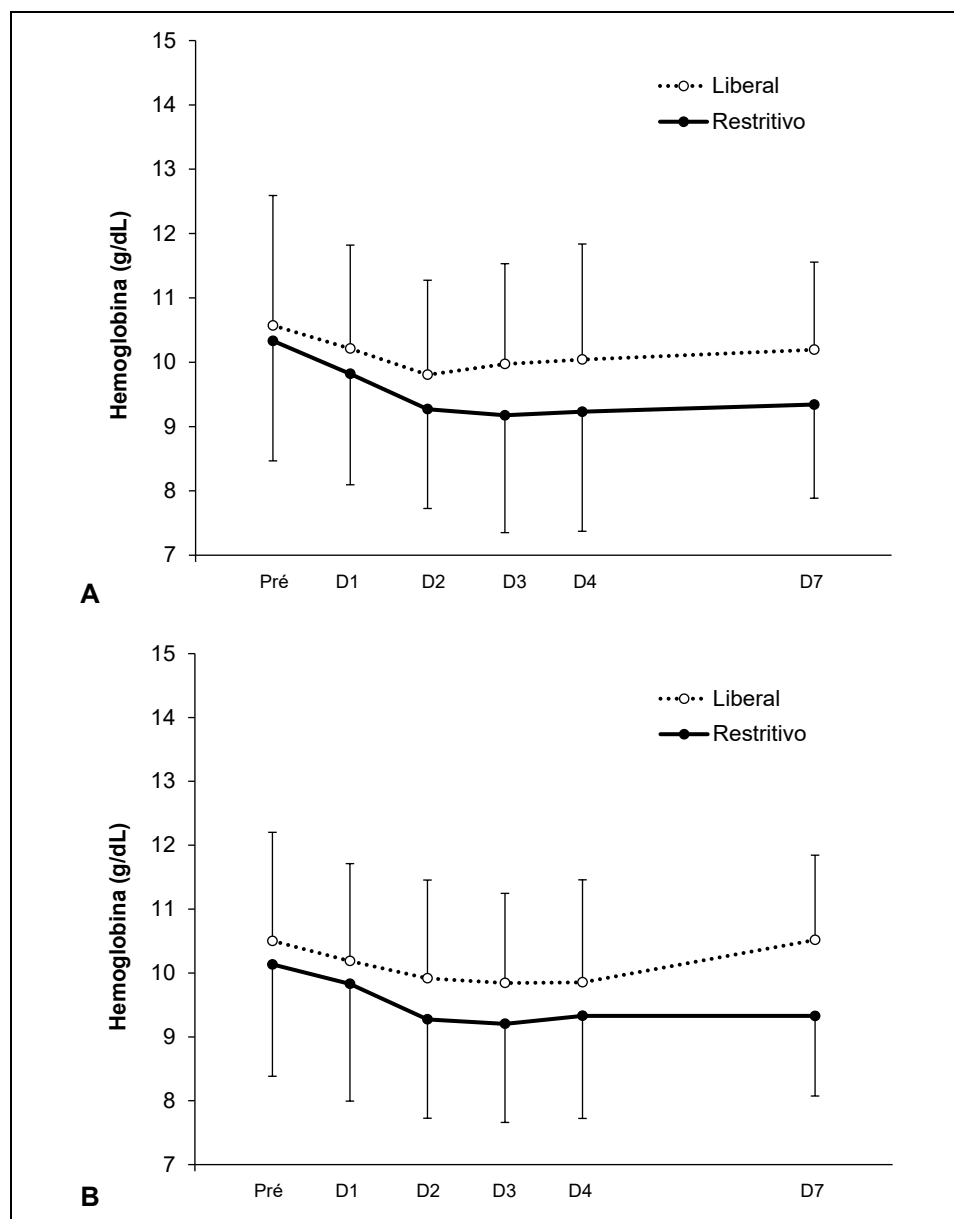 15
14
13
12
11
10
9
8
7
Hemoglobina (g/dL)
Liberal
Restritivo
Pré D1 D2 D3 D4 D7
A
15
14
13
12
11
10
9
8
7
Hemoglobina (g/dL)
Liberal
Restritivo
Pré D1 D2 D3 D4 D7
B